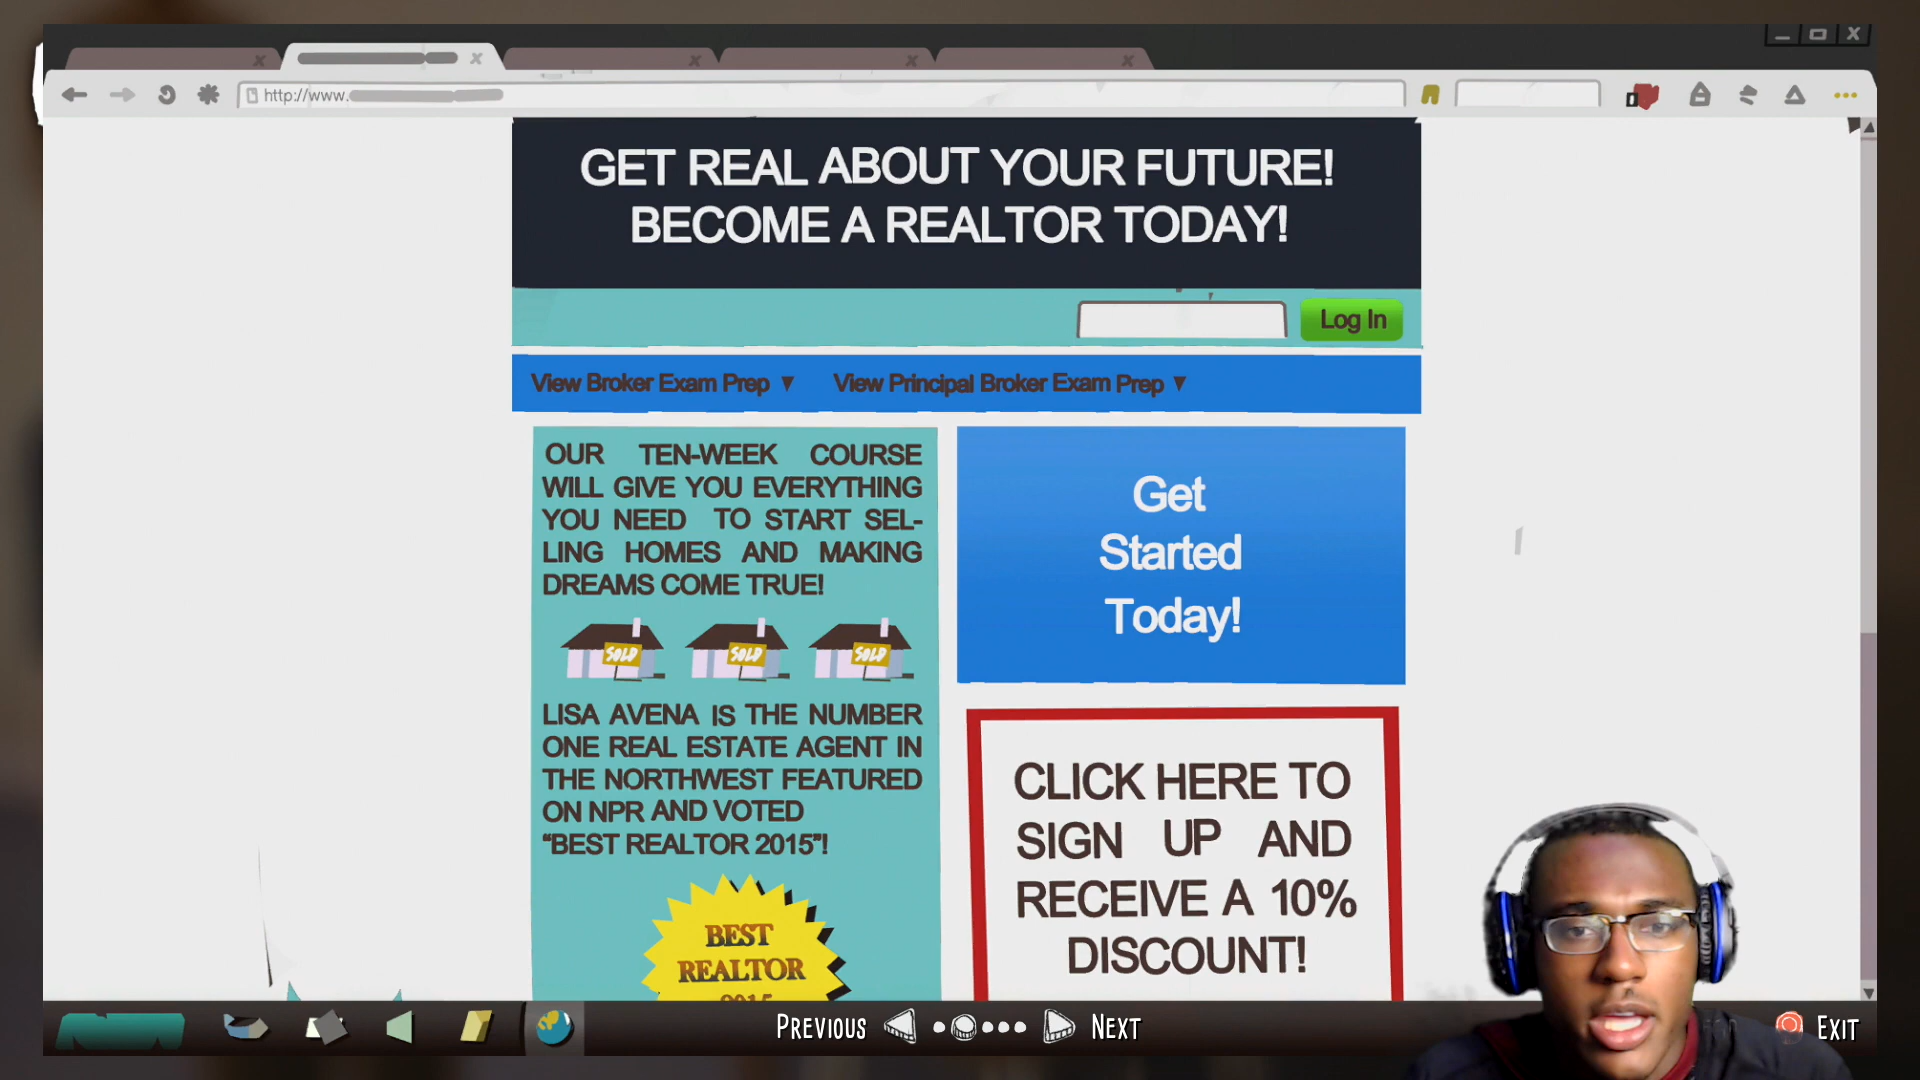 http://www.
GET REAL ABOUT YOUR FUTURE!
BECOME A REALTOR TODAY!
Log In
View Broker Exam Prep ▼ View Principal Broker Exam Prep ▼
OUR TEN-WEEK COURSE
WILL GIVE YOU EVERYTHING
YOU NEED TO START SEL-
LING HOMES AND MAKING
DREAMS COME TRUE!
SOLD SOLD SOLD
LISA AVENA IS THE NUMBER
ONE REAL ESTATE AGENT IN
THE NORTHWEST FEATURED
ON NPR AND VOTED
“BEST REALTOR 2015”!
BEST
REALTOR
2015
Get
Started
Today!
CLICK HERE TO
SIGN UP AND
RECEIVE A 10%
DISCOUNT!
PREVIOUS NEXT
EXIT